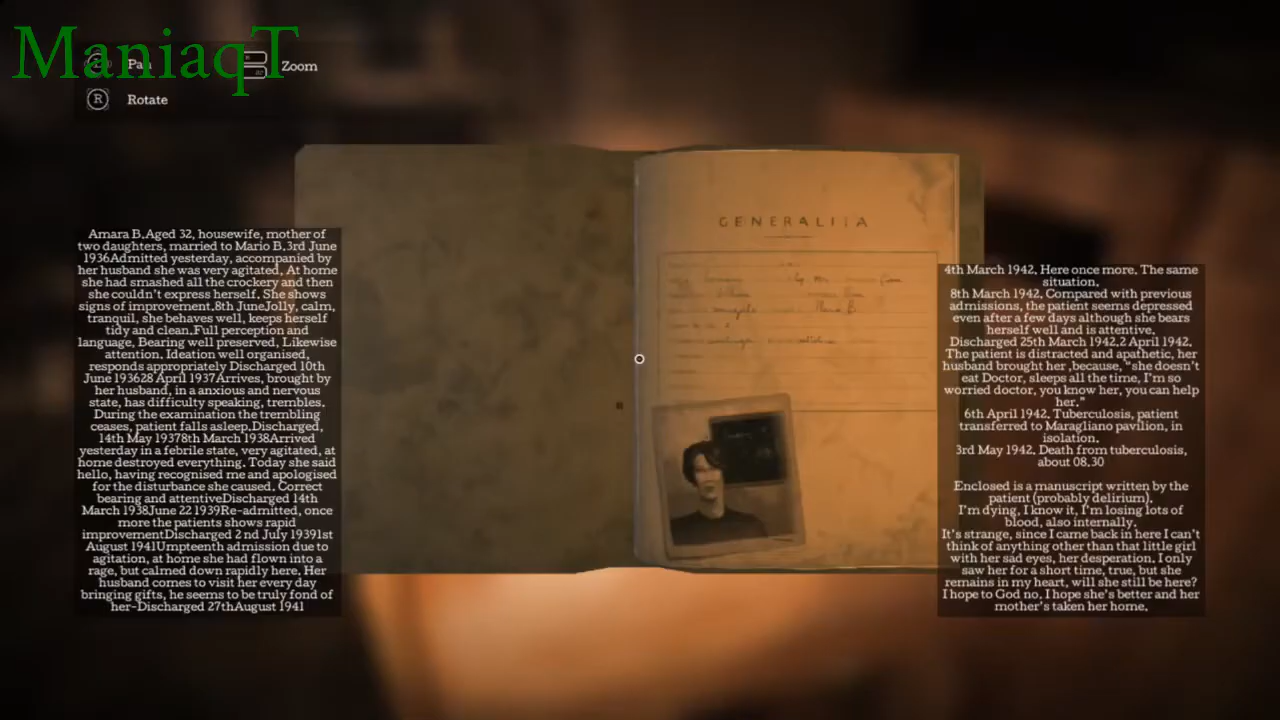 ManiaqT
Pan
Zoom
R
Rotate
Amara B.Aged 32, housewife, mother of
two daughters, married to Mario B.3rd June
1936Admitted yesterday, accompanied by
her husband she was very agitated, At home
she had smashed all the crockery and then
she couldn't express herself. She shows
signs of improvement.8th JuneJolly, calm,
tranquil, she behaves well, keeps herself
tidy and clean.Full perception and
language, Bearing well preserved, Likewise
attention. Ideation well organised,
responds appropriately Discharged 10th
June 193628 April 1937Arrives, brought by
her husband, in a anxious and nervous
state, has difficulty speaking, trembles.
During the examination the trembling
ceases, patient falls asleep.Discharged,
14th May 19378th March 1938Arrived
yesterday in a febrile state, very agitated, at
home destroyed everything. Today she said
hello, having recognised me and apologised
for the disturbance she caused. Correct
bearing and attentiveDischarged 14th
March 1938June 22 1939Re-admitted, once
more the patients shows rapid
improvementDischarged 2 nd July 19391st
August 1941Umpteenth admission due to
agitation, at home she had flown into a
rage, but calmed down rapidly here. Her
husband comes to visit her every day
bringing gifts, he seems to be truly fond of
her-Discharged 27thAugust 1941
GENERALITA
Mario B.
4th March 1942. Here once more. The same
situation.
8th March 1942. Compared with previous
admissions, the patient seems depressed
even after a few days although she bears
herself well and is attentive.
Discharged 25th March 1942.2 April 1942.
The patient is distracted and apathetic, her
husband brought her ,because, "she doesn't
eat Doctor, sleeps all the time, I'm so
worried doctor, you know her, you can help
her."
6th April 1942. Tuberculosis, patient
transferred to Maragliano pavilion, in
isolation.
3rd May 1942. Death from tuberculosis,
about 08.30
Enclosed is a manuscript written by the
patient (probably delirium).
I'm dying, I know it, I'm losing lots of
blood, also internally.
It's strange, since I came back in here I can't
think of anything other than that little girl
with her sad eyes, her desperation. I only
saw her for a short time, true, but she
remains in my heart, will she still be here?
I hope to God no. I hope she's better and her
mother's taken her home.